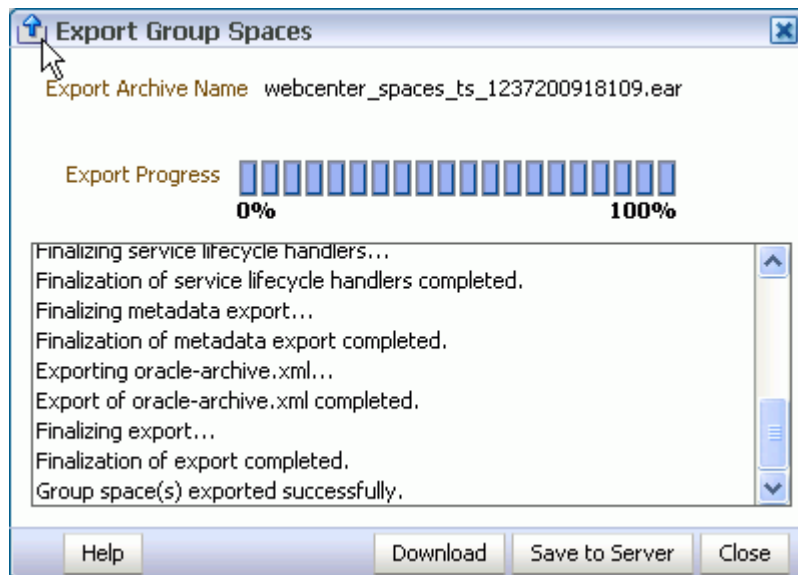 Export Group Spaces
Export Archive Name webcenter_spaces_ts_1237200918109.ear
Export Progress
0% 100%
Finalizing service lifecycle handlers...
Finalization of service lifecycle handlers completed.
Finalizing metadata export...
Finalization of metadata export completed.
Exporting oracle-archive.xml...
Export of oracle-archive.xml completed.
Finalizing export...
Finalization of export completed.
Group space(s) exported successfully.
Help Download Save to Server Close